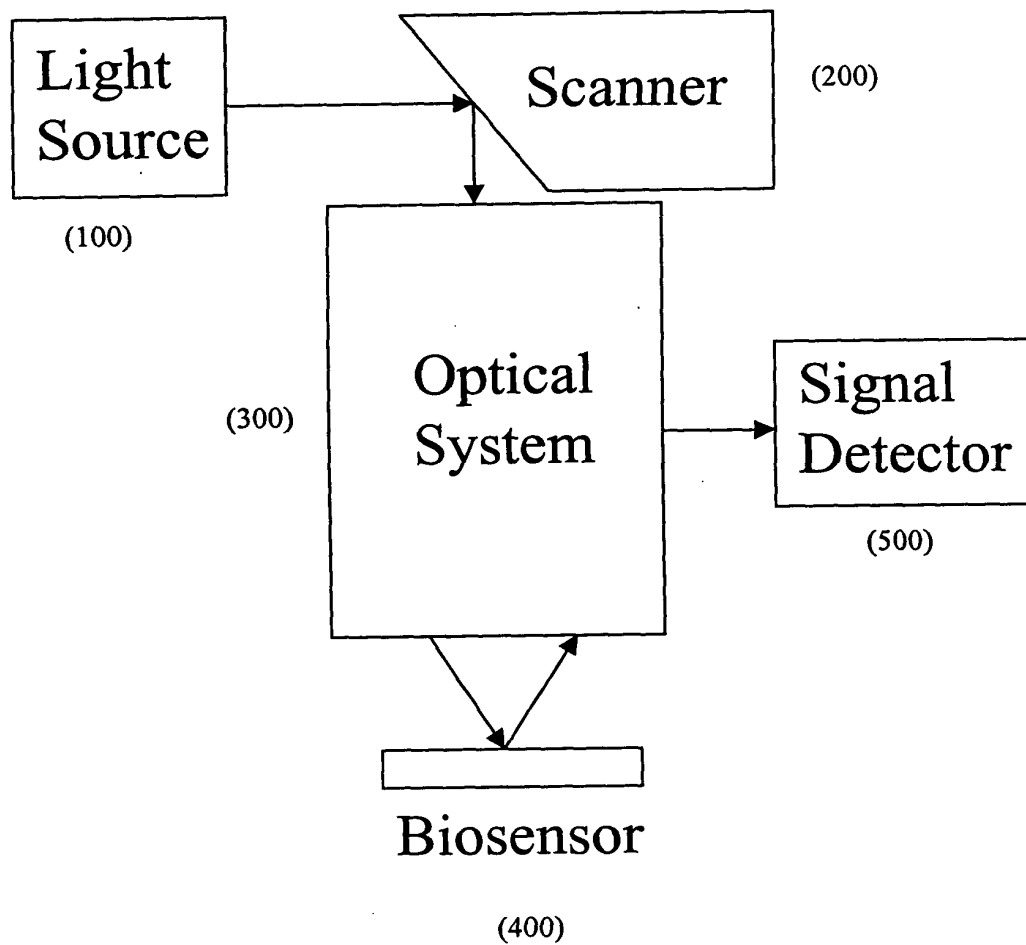 Light
Source
(100)
Scanner
(200)
Optical
System
(300)
Signal
Detector
(500)
Biosensor
(400)